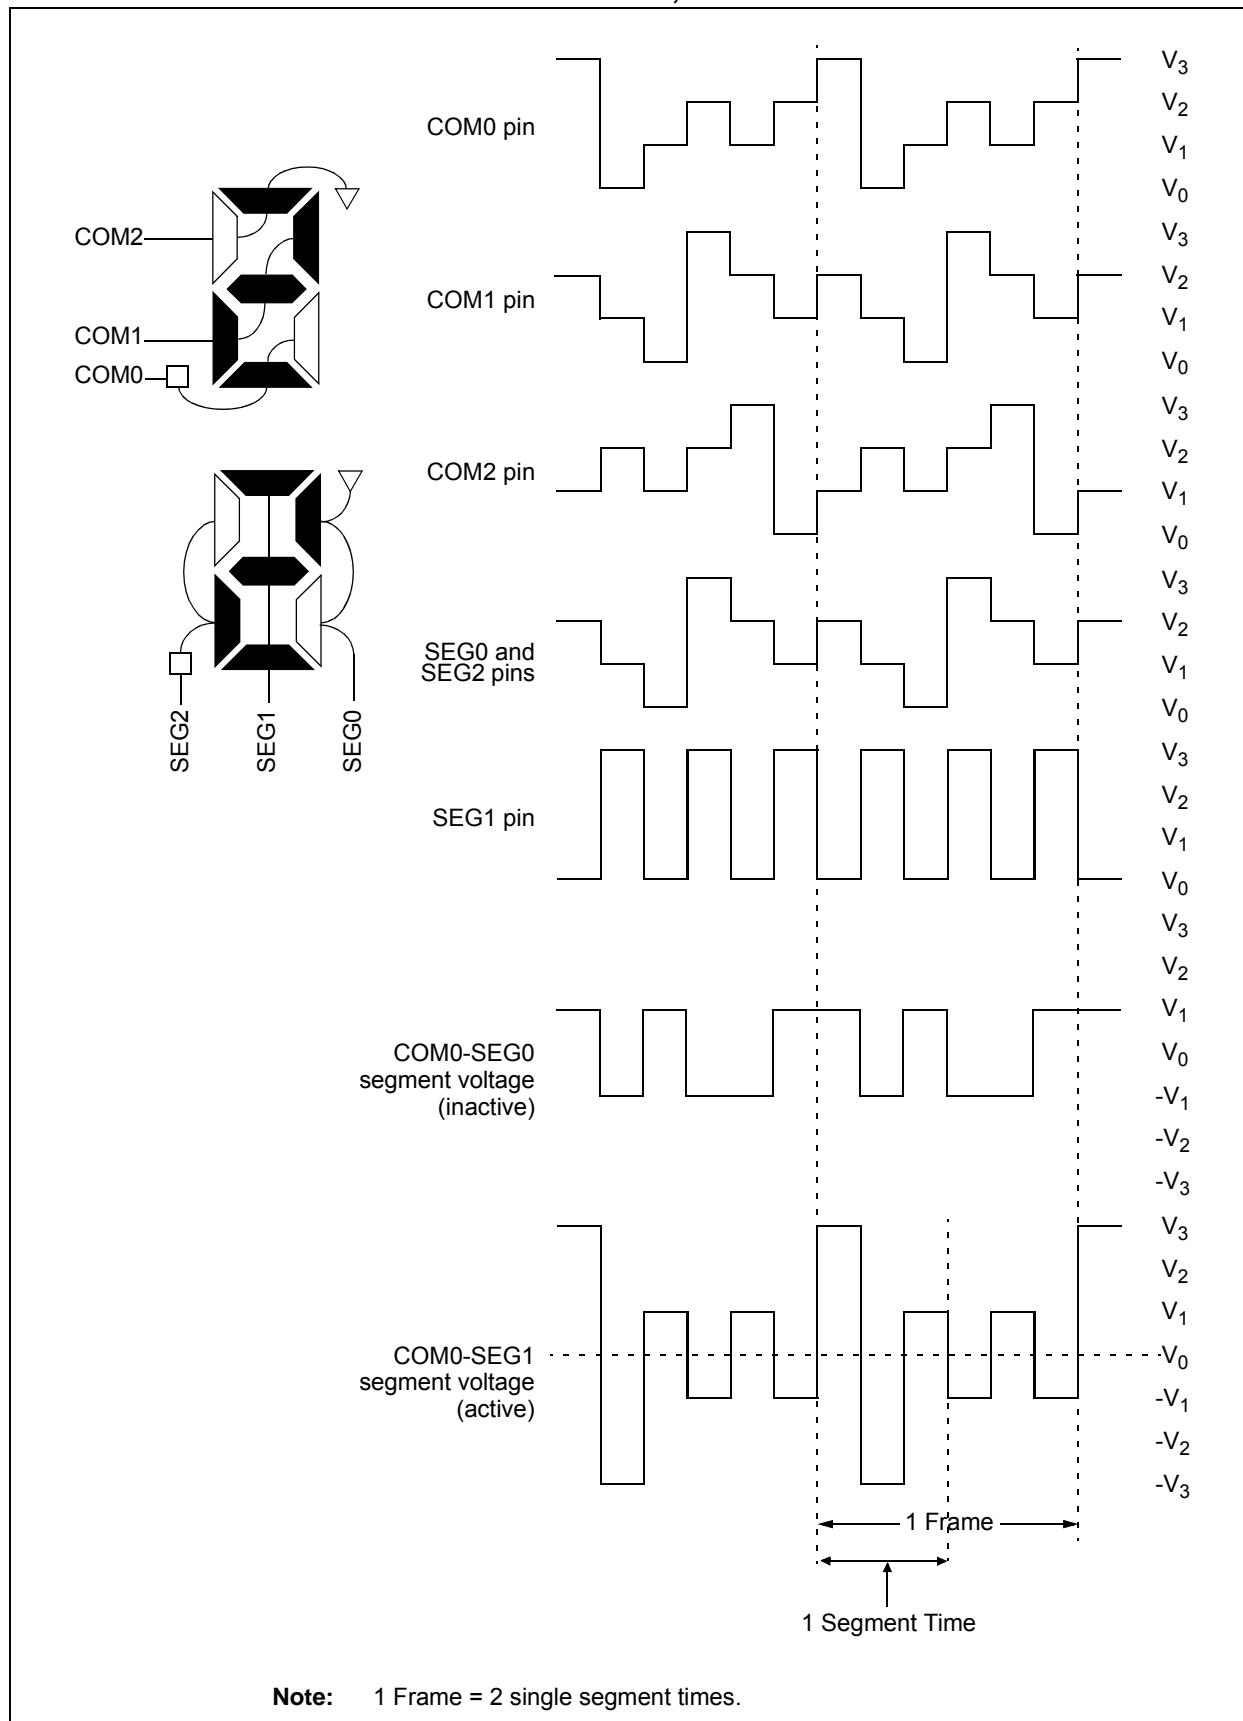 COM0 pin
V3
V2
V1
V0
COM2
COM1
COM0
COM1 pin
V3
V2
V1
V0
COM2 pin
V3
V2
V1
V0
SEG2
SEG1
SEG0
SEG0 and
SEG2 pins
V3
V2
V1
V0
SEG1 pin
V3
V2
V1
V0
COM0-SEG0
segment voltage
(inactive)
V3
V2
V1
V0
-V1
-V2
-V3
COM0-SEG1
segment voltage
(active)
V3
V2
V1
V0
-V1
-V2
-V3
1 Frame
1 Segment Time
Note: 1 Frame = 2 single segment times.